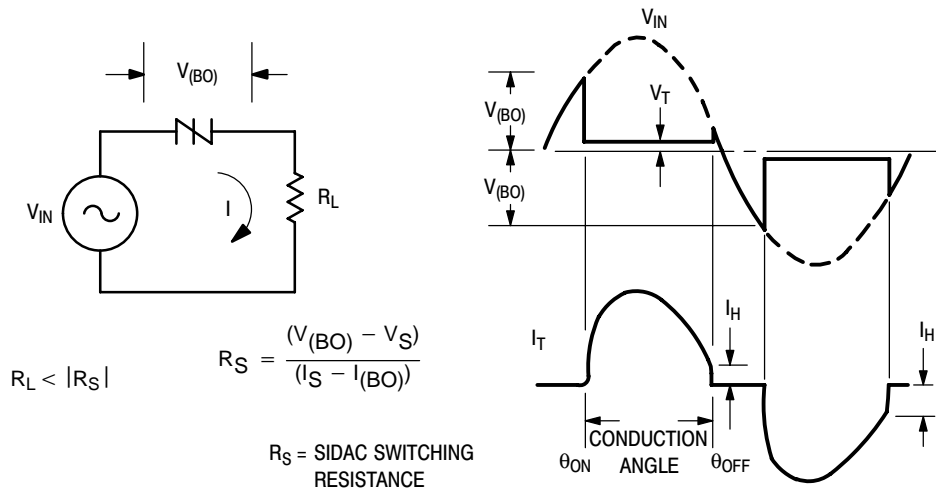 V(BO)
VIN
I
RL
RL < |RS|
RS = (V(BO) − VS)
(IS − I(BO))
RS = SIDAC SWITCHING
RESISTANCE
VIN
V(BO)
VT
V(BO)
IT
IH
IH
CONDUCTION
ANGLE
θON
θOFF